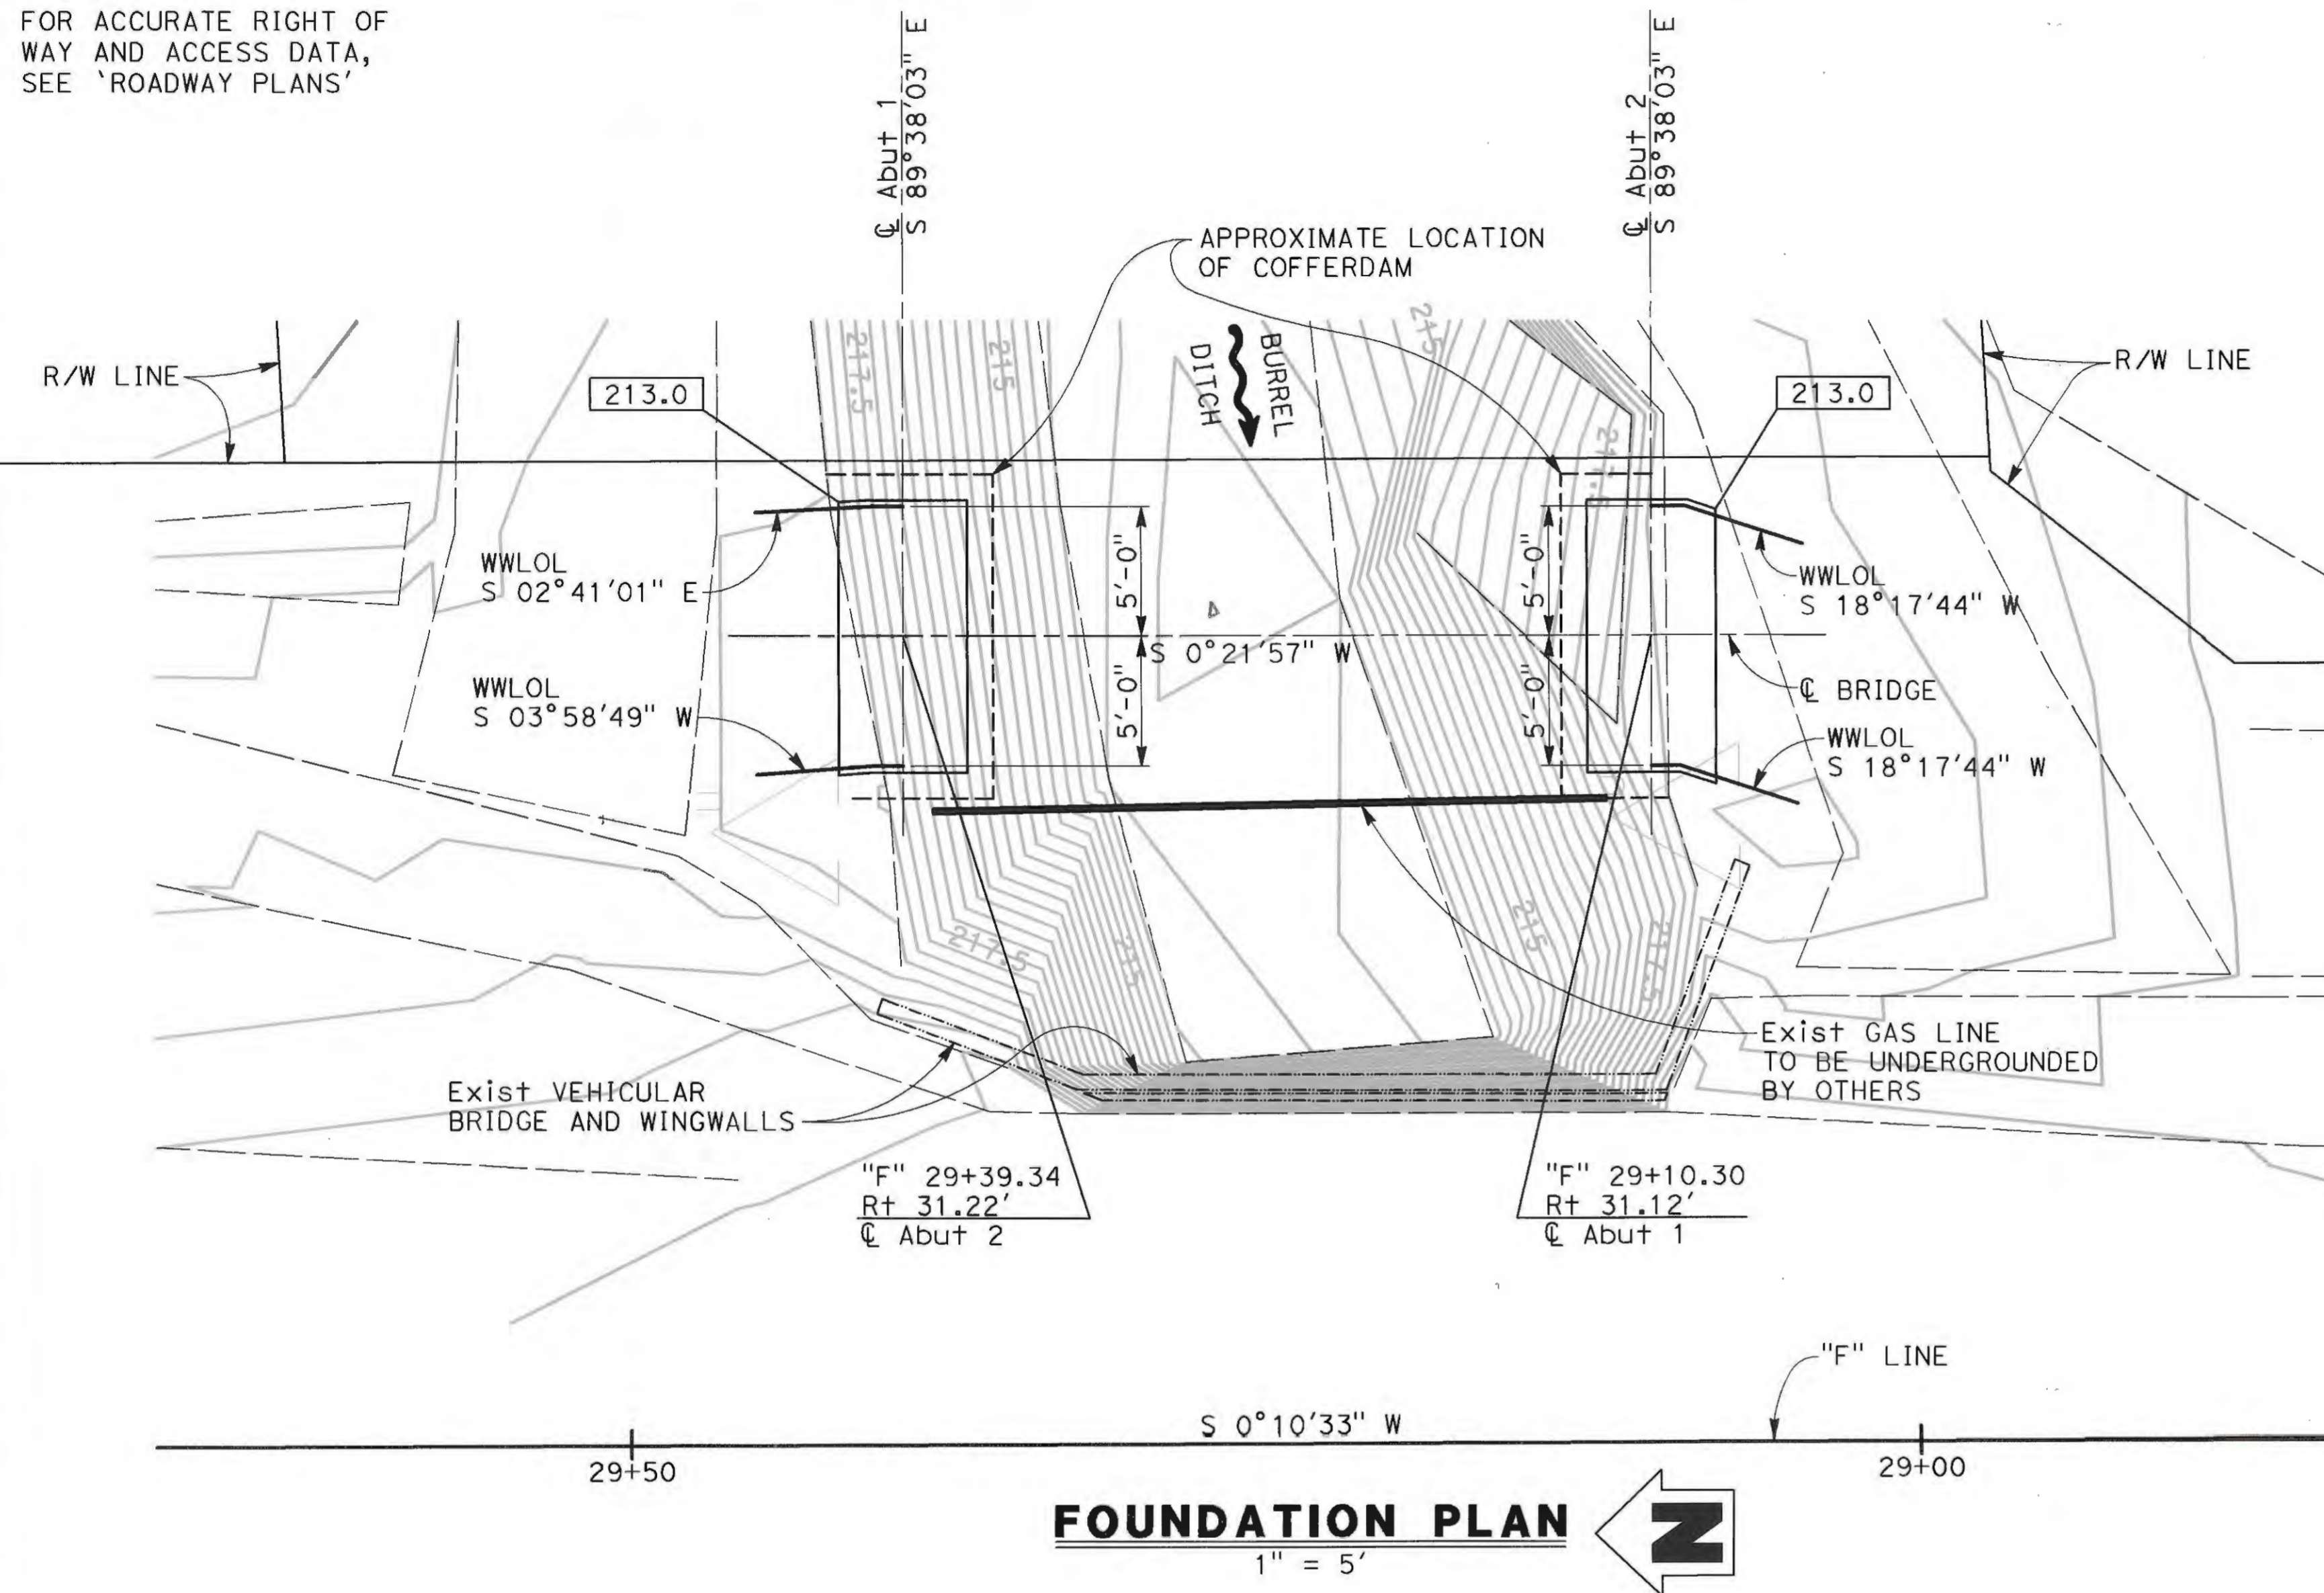 FOR ACCURATE RIGHT OF
WAY AND ACCESS DATA,
SEE 'ROADWAY PLANS'
℄ Abut 1
S 89°38'03" E
℄ Abut 2
S 89°38'03" E
APPROXIMATE LOCATION
OF COFFERDAM
R/W LINE
213.0
217.5
215
BURREL
DITCH
215
217.5
213.0
R/W LINE
WWLOL
S 02°41'01" E
5'-0"
5'-0"
WWLOL
S 18°17'44" W
S 0°21'57" W
WWLOL
S 03°58'49" W
5'-0"
5'-0"
℄ BRIDGE
WWLOL
S 18°17'44" W
217.5
215
215
217.5
Exist GAS LINE
TO BE UNDERGROUNDED
BY OTHERS
Exist VEHICULAR
BRIDGE AND WINGWALLS
"F" 29+39.34
Rt 31.22'
℄ Abut 2
"F" 29+10.30
Rt 31.12'
℄ Abut 1
"F" LINE
S 0°10'33" W
29+50
29+00
FOUNDATION PLAN
1" = 5'
N